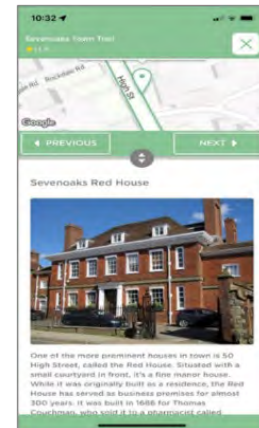 10:32
Sevenoaks Town Trail
High St
Google
PREVIOUS
NEXT
Sevenoaks Red House
One of the more prominent houses in town is 50
High Street, called the Red House. Situated with a
small courtyard in front, it's a fine manor house.
While it was originally built as a residence, the Red
House has served as business premises for almost
300 years. It was built in 1686 for Thomas
Couchman, who sold it to a pharmacist called